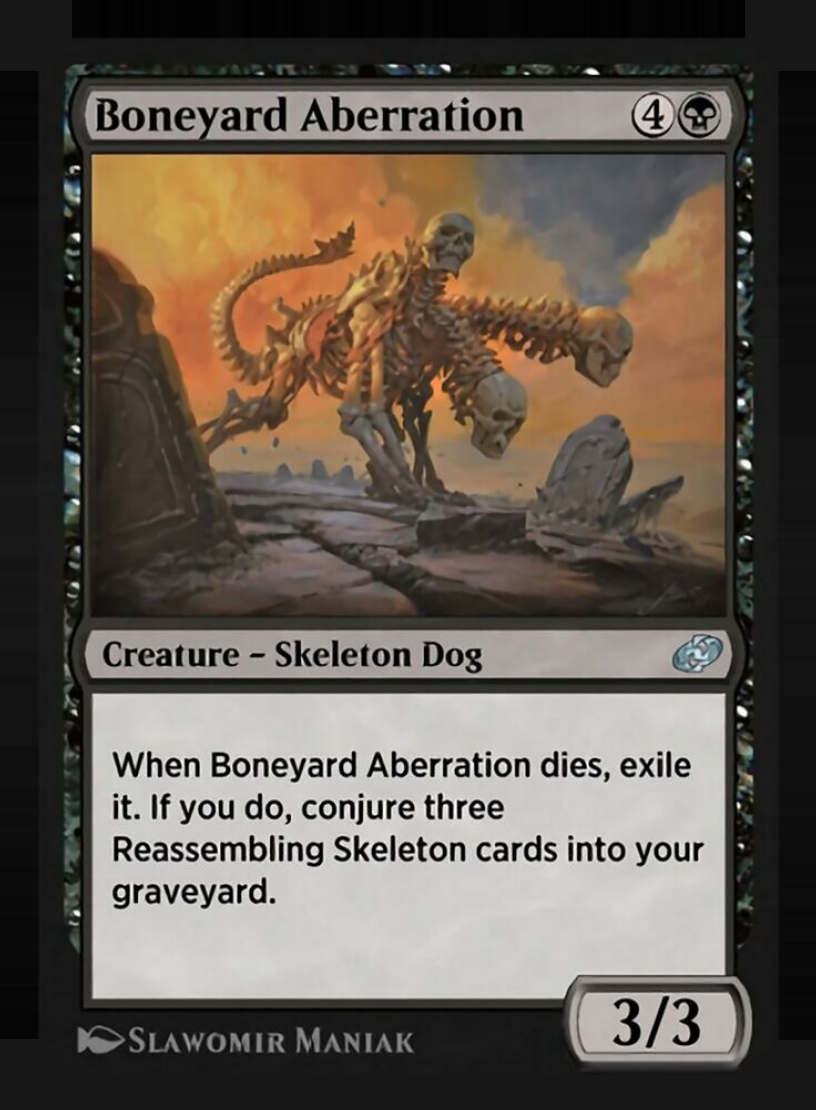 Boneyard Aberration 4
Creature – Skeleton Dog
When Boneyard Aberration dies, exile
it. If you do, conjure three
Reassembling Skeleton cards into your
graveyard.
3/3
Slawomir Maniak